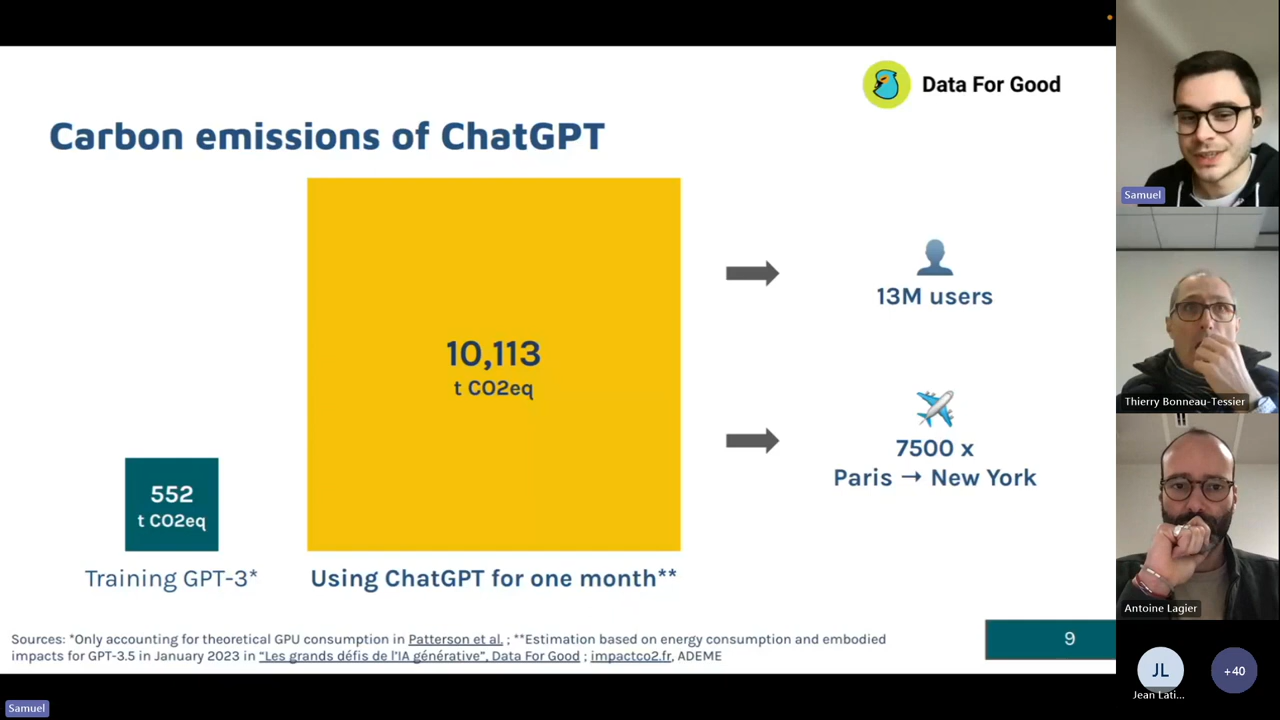 Data For Good
Carbon emissions of ChatGPT
10,113
t CO2eq
13M users
7500 x
Paris → New York
552
t CO2eq
Training GPT-3*
Using ChatGPT for one month**
Sources: *Only accounting for theoretical GPU consumption in Patterson et al. ; **Estimation based on energy consumption and embodied
impacts for GPT-3.5 in January 2023 in “Les grands défis de l’IA générative”, Data For Good ; impactco2.fr, ADEME
9
Samuel
Samuel
Thierry Bonneau-Tessier
Antoine Lagier
JL
Jean Lati...
+40